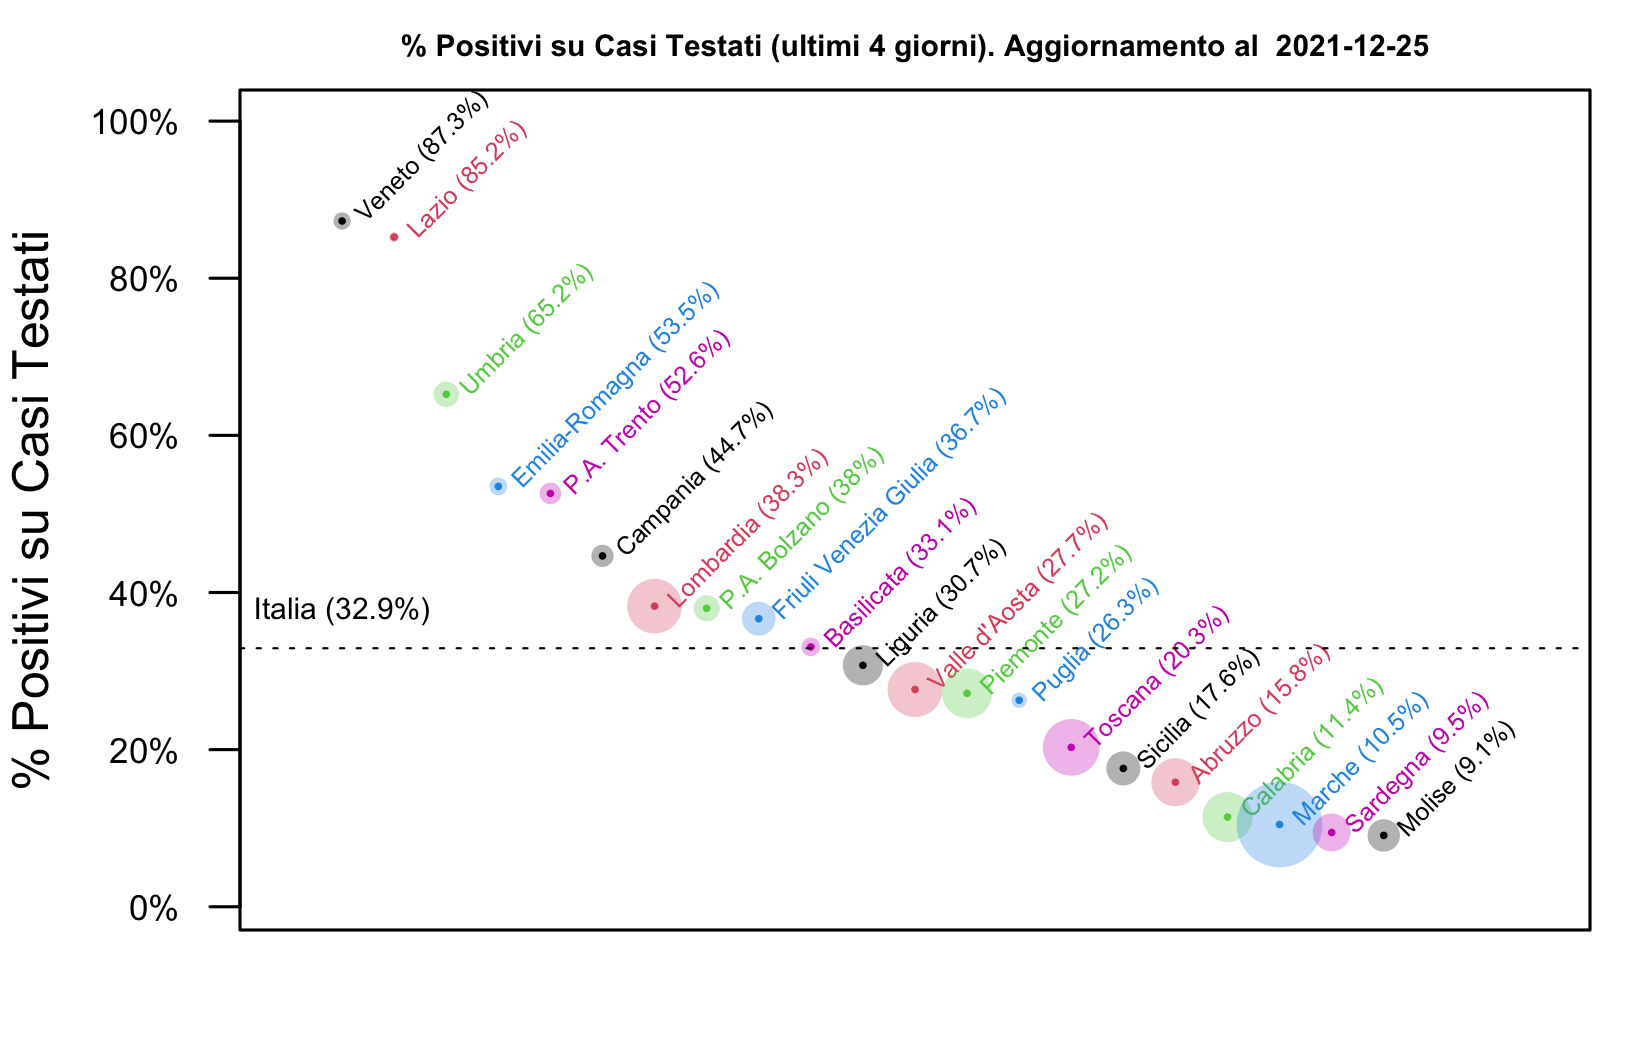 % Positivi su Casi Testati (ultimi 4 giorni). Aggiornamento al  2021-12-25
% Positivi su Casi Testati
100%
80%
60%
40%
20%
0%
Italia (32.9%)
Veneto (87.3%)
Lazio (85.2%)
Umbria (65.2%)
Emilia-Romagna (53.5%)
P.A. Trento (52.6%)
Campania (44.7%)
Lombardia (38.3%)
P.A. Bolzano (38%)
Friuli Venezia Giulia (36.7%)
Basilicata (33.1%)
Liguria (30.7%)
Valle d'Aosta (27.7%)
Piemonte (27.2%)
Puglia (26.3%)
Toscana (20.3%)
Sicilia (17.6%)
Abruzzo (15.8%)
Calabria (11.4%)
Marche (10.5%)
Sardegna (9.5%)
Molise (9.1%)